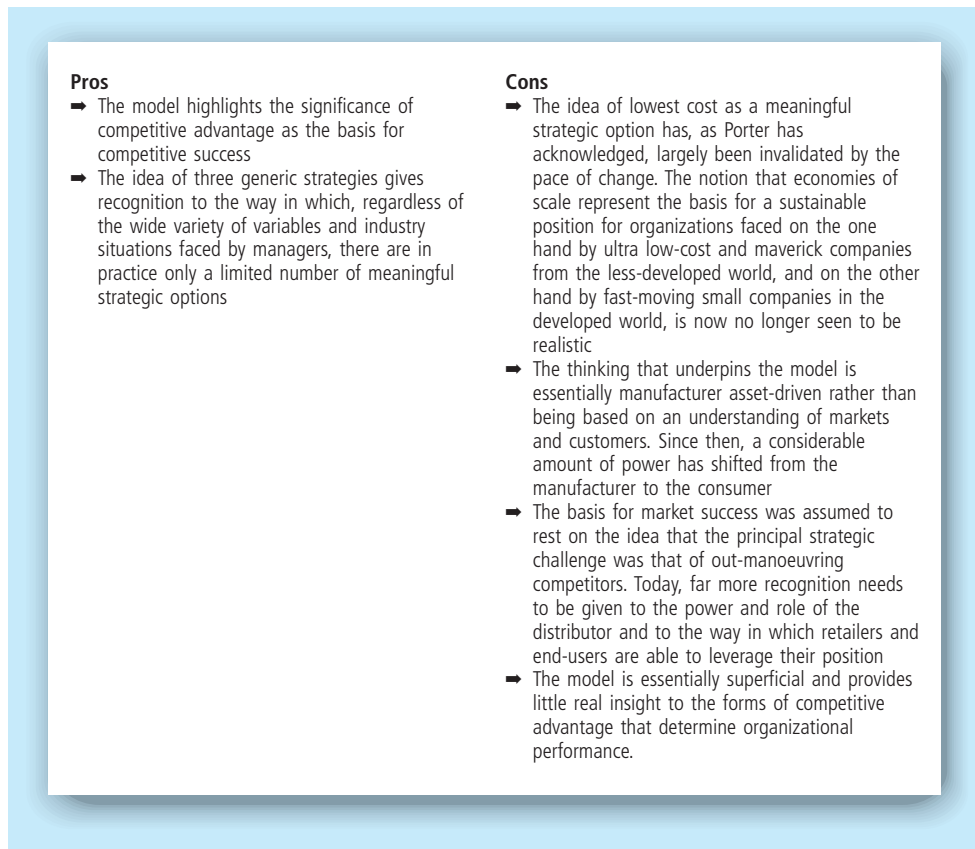 Pros
➡ The model highlights the significance of
competitive advantage as the basis for
competitive success
➡ The idea of three generic strategies gives
recognition to the way in which, regardless of
the wide variety of variables and industry
situations faced by managers, there are in
practice only a limited number of meaningful
strategic options
Cons
➡ The idea of lowest cost as a meaningful
strategic option has, as Porter has
acknowledged, largely been invalidated by the
pace of change. The notion that economies of
scale represent the basis for a sustainable
position for organizations faced on the one
hand by ultra low-cost and maverick companies
from the less-developed world, and on the other
hand by fast-moving small companies in the
developed world, is now no longer seen to be
realistic
➡ The thinking that underpins the model is
essentially manufacturer asset-driven rather than
being based on an understanding of markets
and customers. Since then, a considerable
amount of power has shifted from the
manufacturer to the consumer
➡ The basis for market success was assumed to
rest on the idea that the principal strategic
challenge was that of out-manoeuvring
competitors. Today, far more recognition needs
to be given to the power and role of the
distributor and to the way in which retailers and
end-users are able to leverage their position
➡ The model is essentially superficial and provides
little real insight to the forms of competitive
advantage that determine organizational
performance.